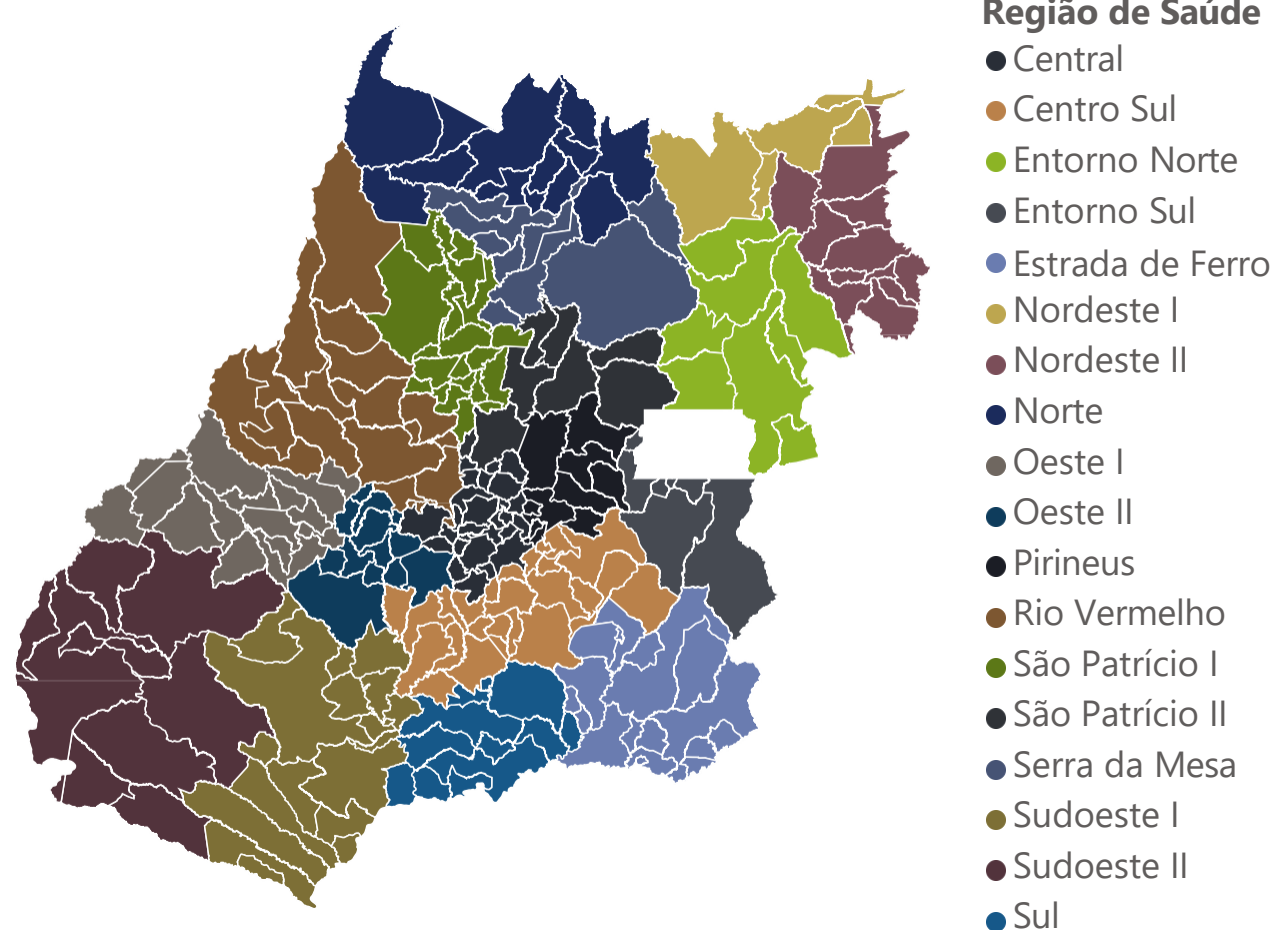 Região de Saúde
Central
Centro Sul
Entorno Norte
Entorno Sul
Estrada de Ferro
Nordeste I
Nordeste II
Norte
Oeste I
Oeste II
Pirineus
Rio Vermelho
São Patrício I
São Patrício II
Serra da Mesa
Sudoeste I
Sudoeste II
Sul